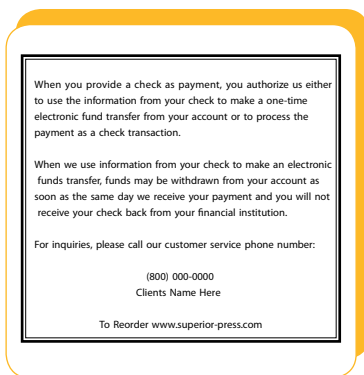 When you provide a check as payment, you authorize us either
to use the information from your check to make a one-time
electronic fund transfer from your account or to process the
payment as a check transaction.
When we use information from your check to make an electronic
funds transfer, funds may be withdrawn from your account as
soon as the same day we receive your payment and you will not
receive your check back from your financial institution.
For inquiries, please call our customer service phone number:
(800) 000-0000
Clients Name Here
To Reorder www.superior-press.com